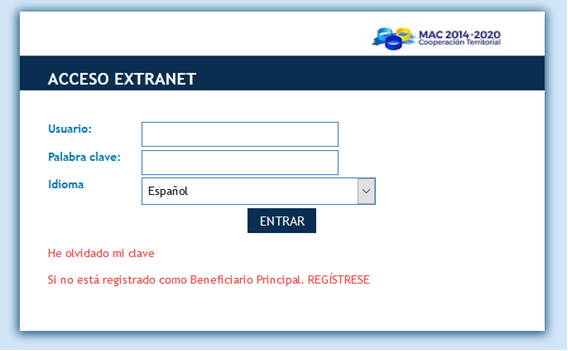 MAC 2014-2020
Cooperación Territorial
ACCESO EXTRANET
Usuario:
Palabra clave:
Idioma
Español
ENTRAR
He olvidado mi clave
Si no está registrado como Beneficiario Principal. REGÍSTRESE